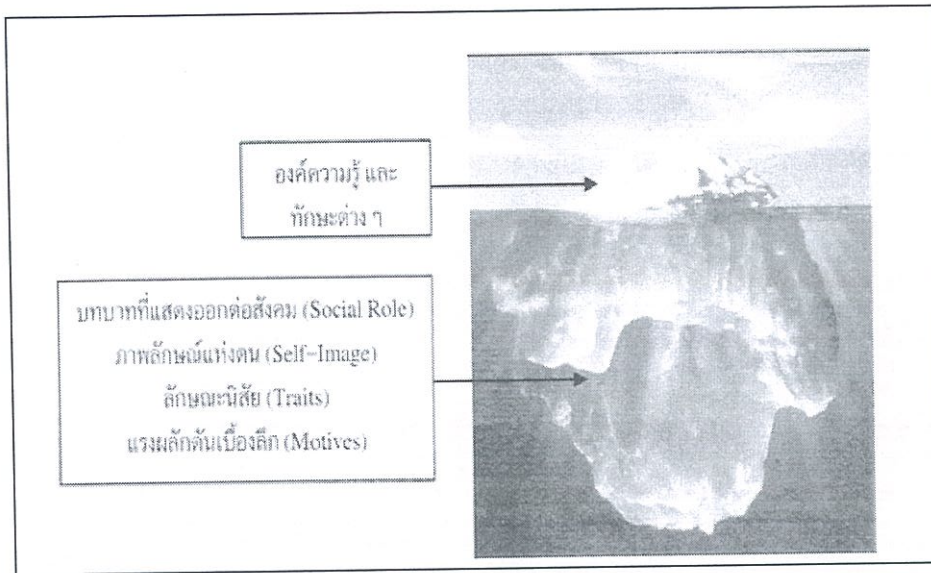 องค์ความรู้ และ
ทักษะต่าง ๆ
บทบาทที่แสดงออกต่อสังคม (Social Role)
ภาพลักษณ์แห่งตน (Self-Image)
ลักษณะนิสัย (Traits)
แรงผลักดันเบื้องลึก (Motives)